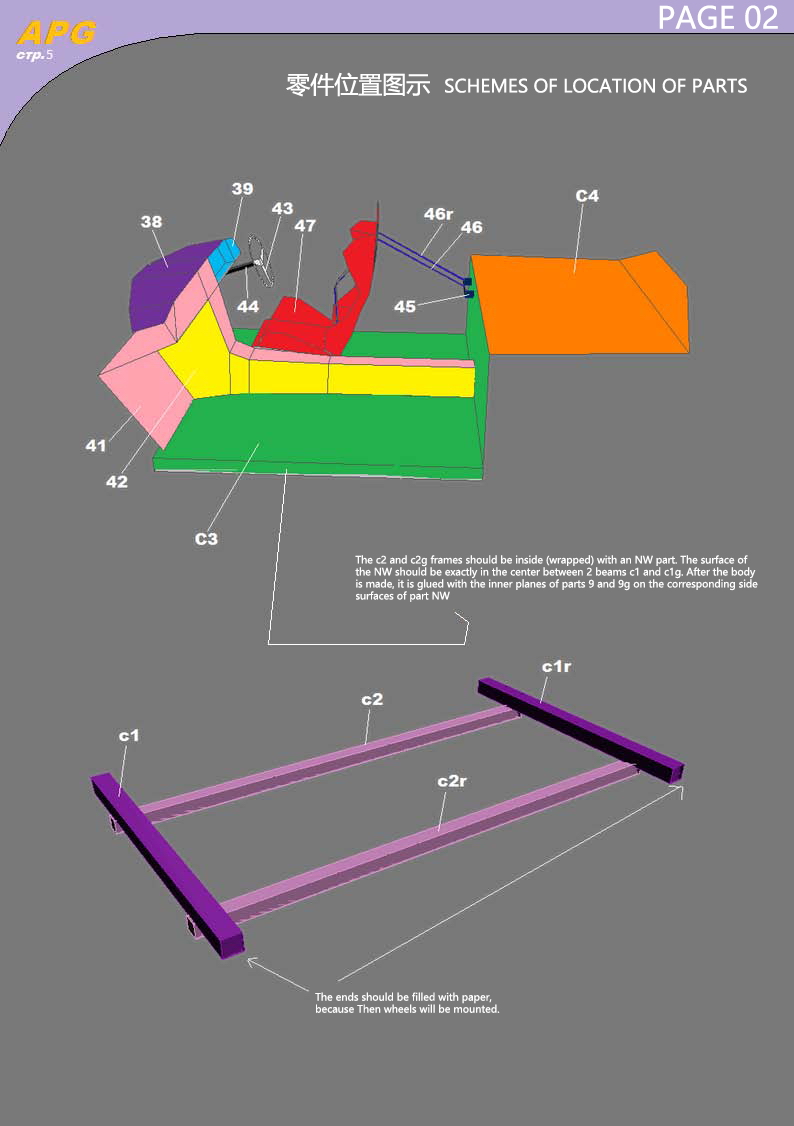 PAGE 02
APG
стр.5
零件位置图示 SCHEMES OF LOCATION OF PARTS
39
38
43
47
46r
46
C4
44
45
41
42
C3
The c2 and c2g frames should be inside (wrapped) with an NW part. The surface of
the NW should be exactly in the center between 2 beams c1 and c1g. After the body
is made, it is glued with the inner planes of parts 9 and 9g on the corresponding side
surfaces of part NW
c1r
c2
c1
c2r
The ends should be filled with paper,
because Then wheels will be mounted.